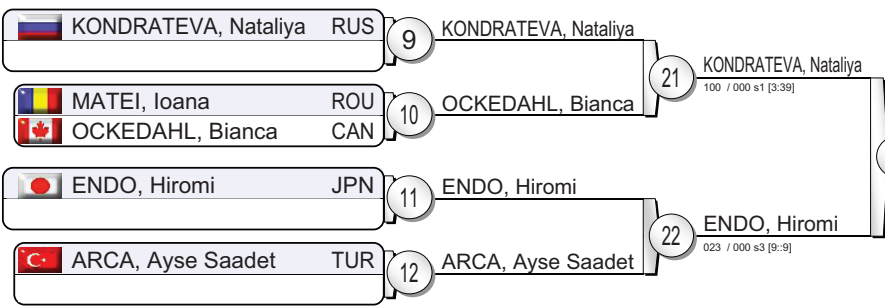 KONDRATEVA, Nataliya RUS
9
KONDRATEVA, Nataliya
21
KONDRATEVA, Nataliya
100 / 000 s1 [3:39]
MATEI, Ioana ROU
OCKEDAHL, Bianca CAN
10
OCKEDAHL, Bianca
ENDO, Hiromi JPN
11
ENDO, Hiromi
22
ENDO, Hiromi
023 / 000 s3 [9::9]
ARCA, Ayse Saadet TUR
12
ARCA, Ayse Saadet